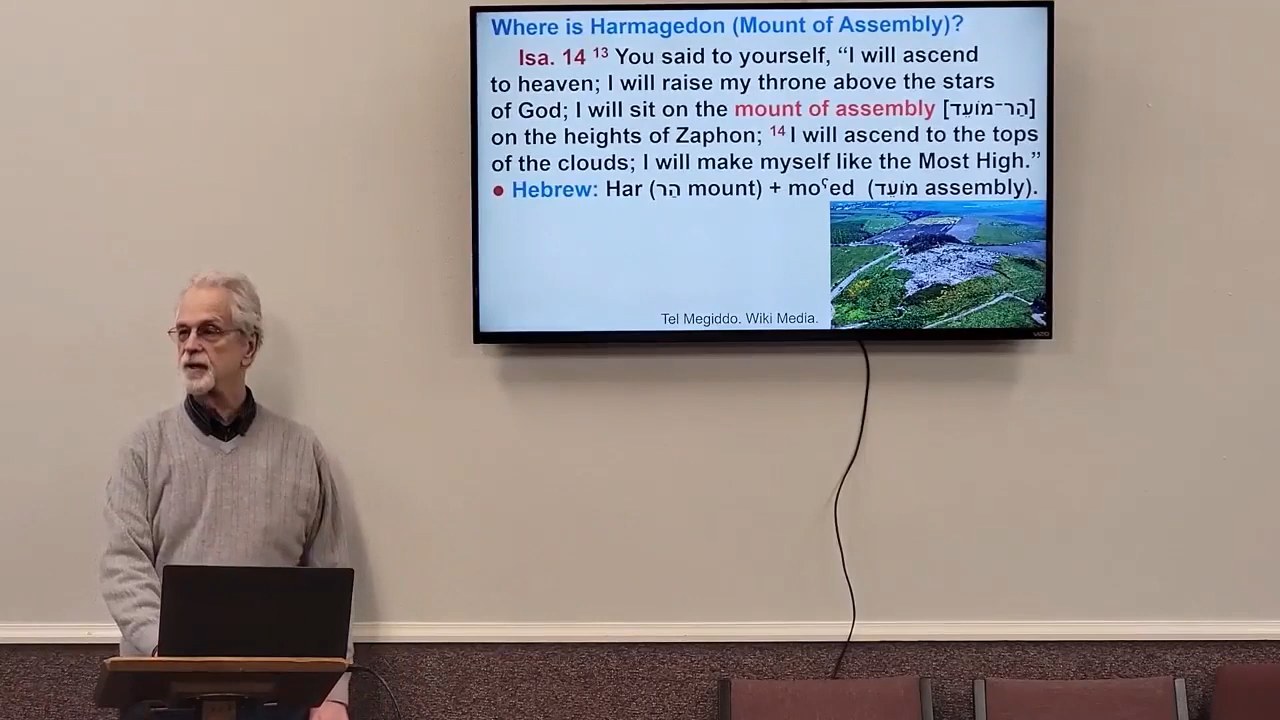 Where is Harmagedon (Mount of Assembly)?
Isa. 14 13 You said to yourself, “I will ascend
to heaven; I will raise my throne above the stars
of God; I will sit on the mount of assembly [הַר־מוֹעֵד]
on the heights of Zaphon; 14 I will ascend to the tops
of the clouds; I will make myself like the Most High.”
● Hebrew: Har (הַר mount) + moˤed (מוֹעֵד assembly).
Tel Megiddo. Wiki Media.
VIZIO